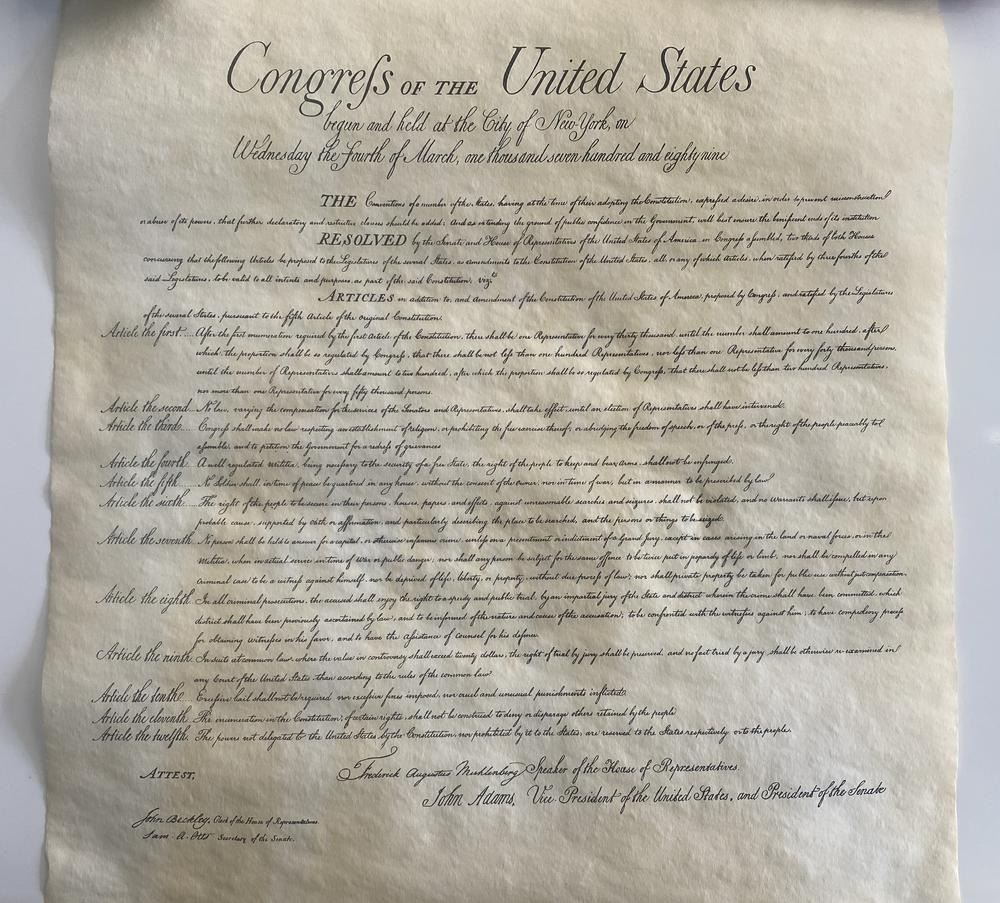 Congreſs OF THE United States
begun and held at the City of New-York, on
Wednesday the Fourth of March, one thousand seven hundred and eighty nine
THE Conventions of a number of the States, having at the time of their adopting the Constitution, expreſsed a desire, in order to prevent misconstruction
or abuse of its powers, that further declaratory and restrictive clauses should be added: And as extending the ground of public confidence in the Government, will best ensure the beneficent ends of its institution
RESOLVED by the Senate and House of Representatives of the United States of America in Congreſs aſsembled, two thirds of both Houses
concurring that the following Articles be proposed to the Legislatures of the several States, as amendments to the Constitution of the United States, all, or any of which Articles, when ratified by three fourths of the
said Legislatures, to be valid to all intents and purposes, as part of the said Constitution. vizt.
ARTICLES in addition to, and Amendment of the Constitution of the United States of America, proposed by Congreſs, and ratified by the Legislatures
of the several States, pursuant to the fifth Article of the original Constitution.
Article the first.... After the first enumeration required by the first Article of the Constitution, there shall be one Representative for every thirty thousand, until the number shall amount to one hundred, after
which, the proportion shall be so regulated by Congreſs, that there shall be not leſs than one hundred Representatives, nor leſs than one Representative for every forty thousand persons,
until the number of Representatives shall amount to two hundred, after which the proportion shall be so regulated by Congreſs, that there shall not be leſs than two hundred Representatives,
nor more than one Representative for every fifty thousand persons.
Article the second... No law, varying the compensation for the services of the Senators and Representatives, shall take effect, until an election of Representatives shall have intervened.
Article the third.... Congreſs shall make no law respecting an establishment of religion, or prohibiting the free exercise thereof; or abridging the freedom of speech, or of the preſs, or the right of the people peaceably to
aſsemble, and to petition the Government for a redreſs of grievances
Article the fourth. A well regulated Militia, being neceſsary to the security of a free State, the right of the people to keep and bear Arms, shall not be infringed.
Article the fifth.... No Soldier shall, in time of peace be quartered in any house, without the consent of the owner, nor in time of war, but in a manner to be prescribed by law
Article the sixth.... The right of the people to be secure in their persons, houses, papers, and effects, against unreasonable searches and seizures, shall not be violated, and no Warrants shall iſsue, but upon
probable cause, supported by Oath or affirmation, and particularly describing the place to be searched, and the persons or things to be seized.
Article the seventh. No person shall be held to answer for a capital, or otherwise infamous crime, unleſs on a presentment or indictment of a Grand Jury, except in cases arising in the land or naval forces, or in the
Militia, when in actual service in time of War or public danger; nor shall any person be subject for the same offence to be twice put in jeopardy of life or limb, nor shall be compelled in any
criminal case to be a witneſs against himself, nor be deprived of life, liberty, or property, without due proceſs of law; nor shall private property be taken for public use without just compensation.
Article the eighth. In all criminal prosecutions, the accused shall enjoy the right to a speedy and public trial, by an impartial jury of the State and district wherein the crime shall have been committed, which
district shall have been previously ascertained by law, and to be informed of the nature and cause of the accusation; to be confronted with the witneſses against him; to have compulsory proceſs
for obtaining witneſses in his favor, and to have the Aſsistance of Counsel for his defence.
Article the ninth. In suits at common law, where the value in controversy shall exceed twenty dollars, the right of trial by jury shall be preserved, and no fact tried by a jury, shall be otherwise re-examined in
any Court of the United States, than according to the rules of the common law
Article the tenth. Exceſsive bail shall not be required nor exceſsive fines imposed, nor cruel and unusual punishments inflicted.
Article the eleventh. The enumeration in the Constitution, of certain rights, shall not be construed to deny or disparage others retained by the people
Article the twelfth. The powers not delegated to the United States by the Constitution, nor prohibited by it to the States, are reserved to the States respectively, or to the people.
ATTEST,
Frederick Augustus Muhlenberg Speaker of the House of Representatives.
John Adams, Vice-President of the United States, and President of the Senate
John Beckley, Clerk of the House of Representatives.
Sam. A. Otis Secretary of the Senate.